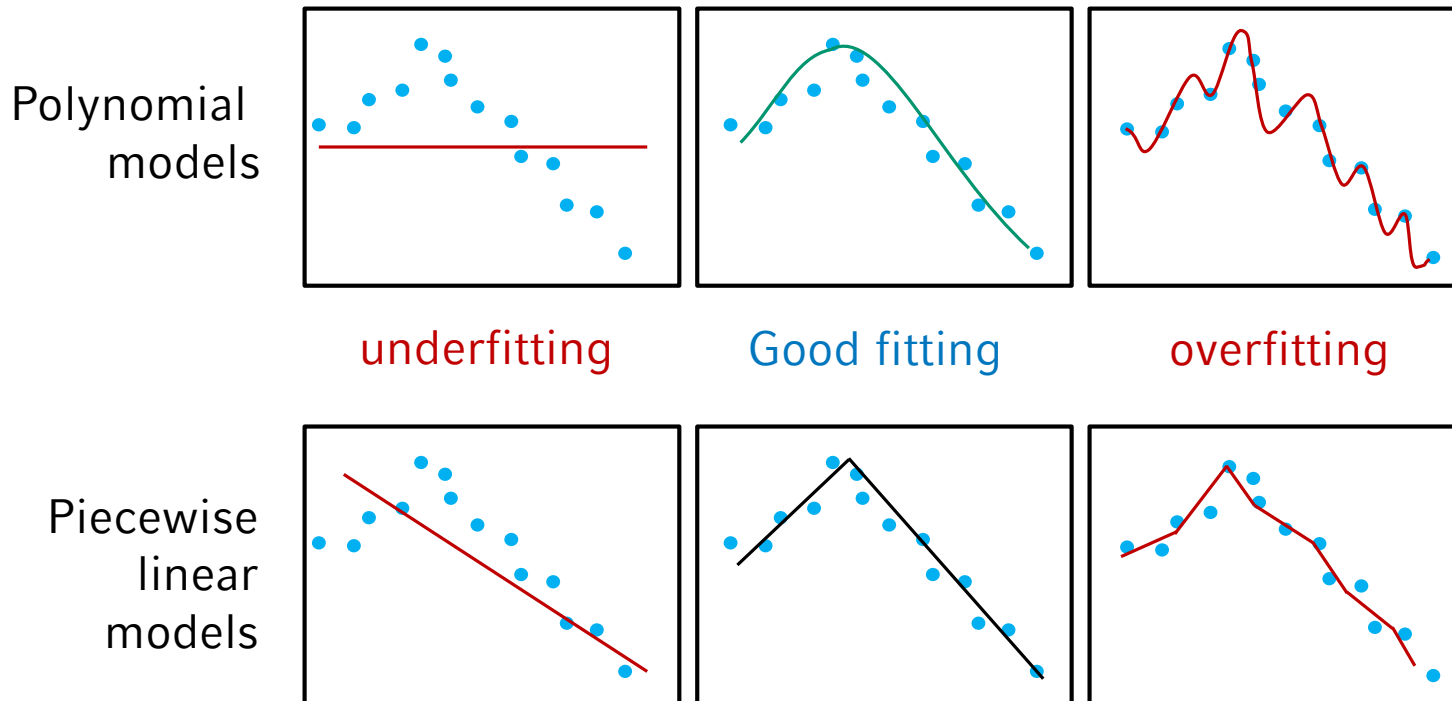 Polynomial
models
underfitting
Good fitting
overfitting
Piecewise
linear
models